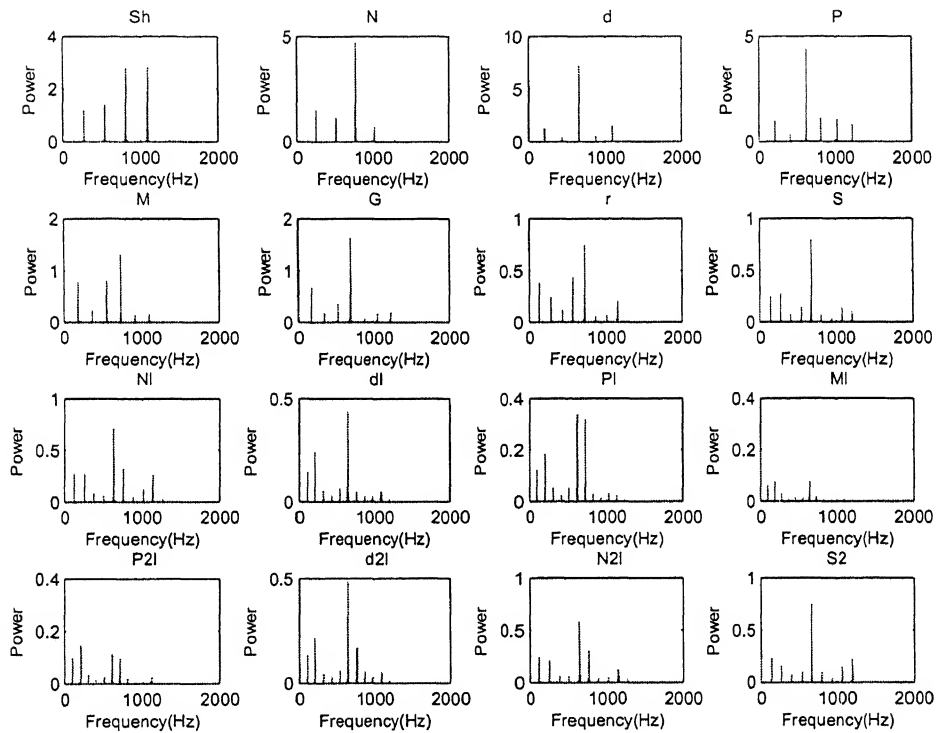 Sh
4
2
0
Power
0 1000 2000
Frequency(Hz)
N
5
0
Power
0 1000 2000
Frequency(Hz)
d
10
5
0
Power
0 1000 2000
Frequency(Hz)
P
5
0
Power
0 1000 2000
Frequency(Hz)
M
2
1
0
Power
0 1000 2000
Frequency(Hz)
G
2
1
0
Power
0 1000 2000
Frequency(Hz)
r
1
0.5
0
Power
0 1000 2000
Frequency(Hz)
S
1
0.5
0
Power
0 1000 2000
Frequency(Hz)
Nl
1
0.5
0
Power
0 1000 2000
Frequency(Hz)
dl
0.5
0
Power
0 1000 2000
Frequency(Hz)
Pl
0.4
0.2
0
Power
0 1000 2000
Frequency(Hz)
Ml
0.4
0.2
0
Power
0 1000 2000
Frequency(Hz)
P2l
0.4
0.2
0
Power
0 1000 2000
Frequency(Hz)
d2l
0.5
0
Power
0 1000 2000
Frequency(Hz)
N2l
1
0.5
0
Power
0 1000 2000
Frequency(Hz)
S2
1
0.5
0
Power
0 1000 2000
Frequency(Hz)